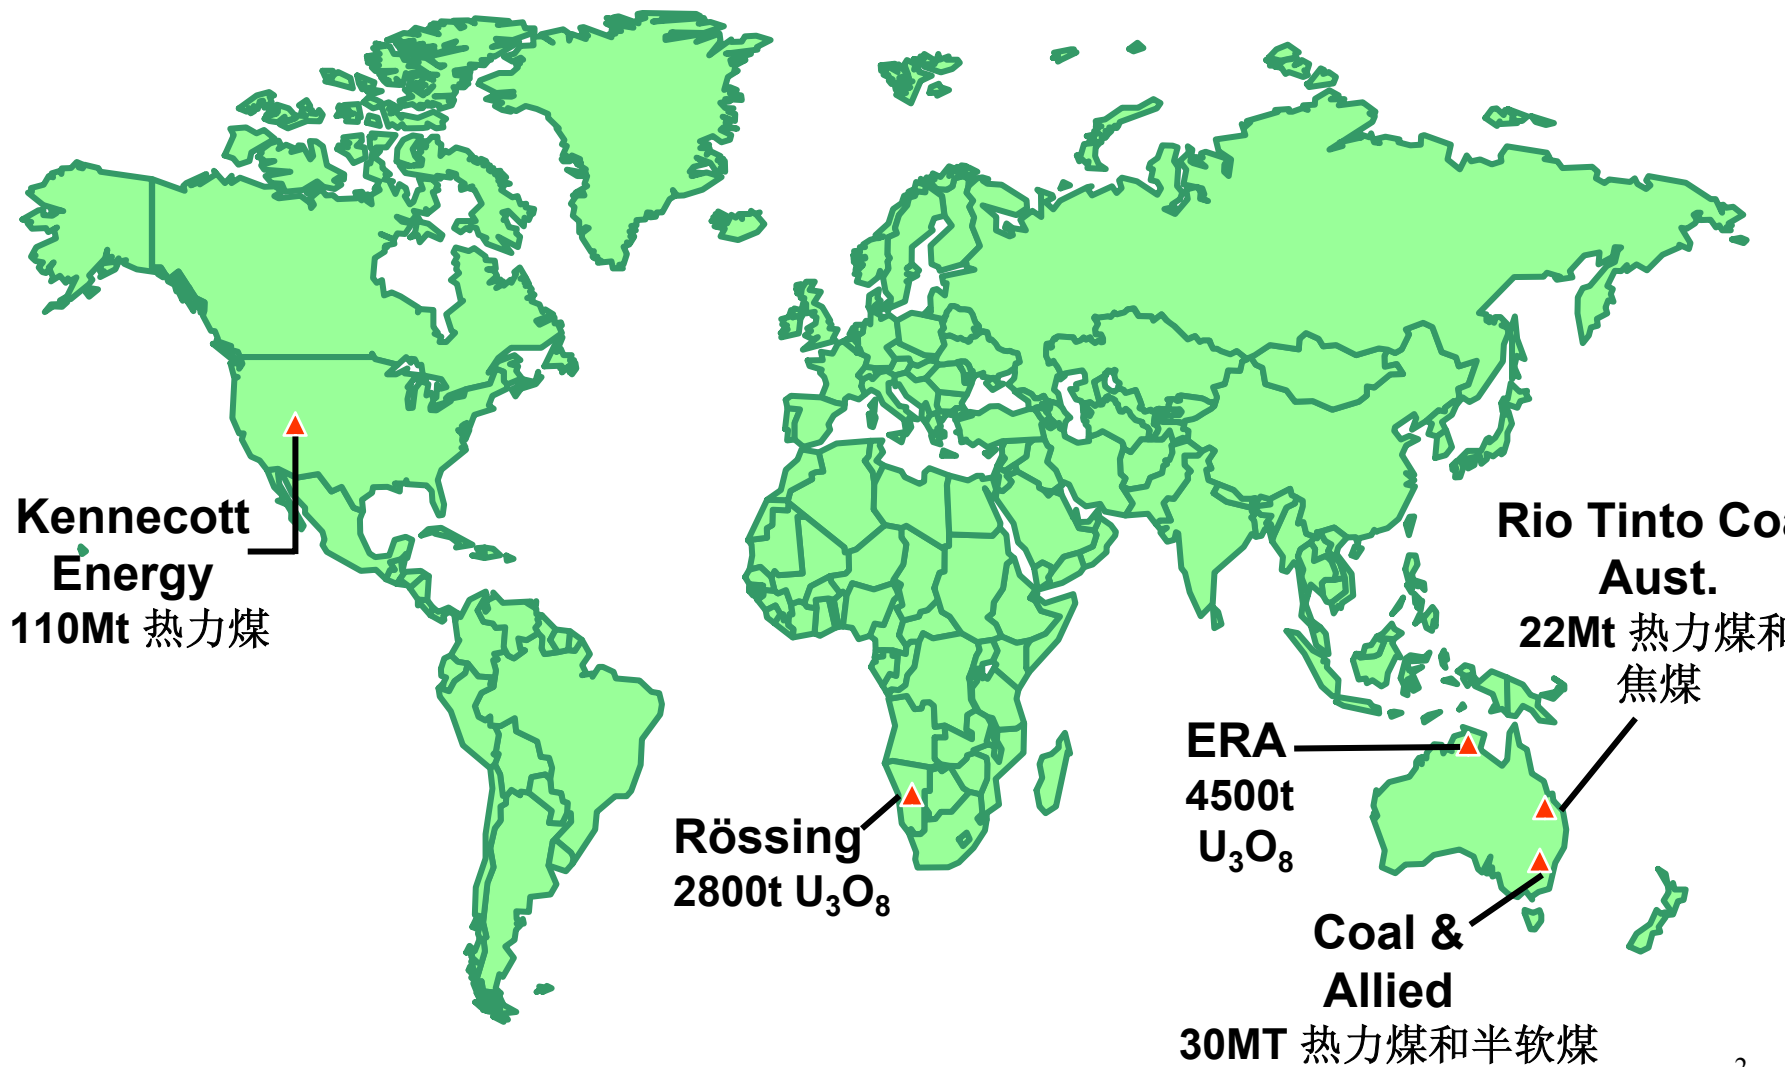 Kennecott
Energy
110Mt 热力煤
Rio Tinto Coa
Aust.
22Mt 热力煤和
焦煤
ERA
4500t
U₃O₈
Rössing
2800t U₃O₈
Coal &
Allied
30MT 热力煤和半软煤